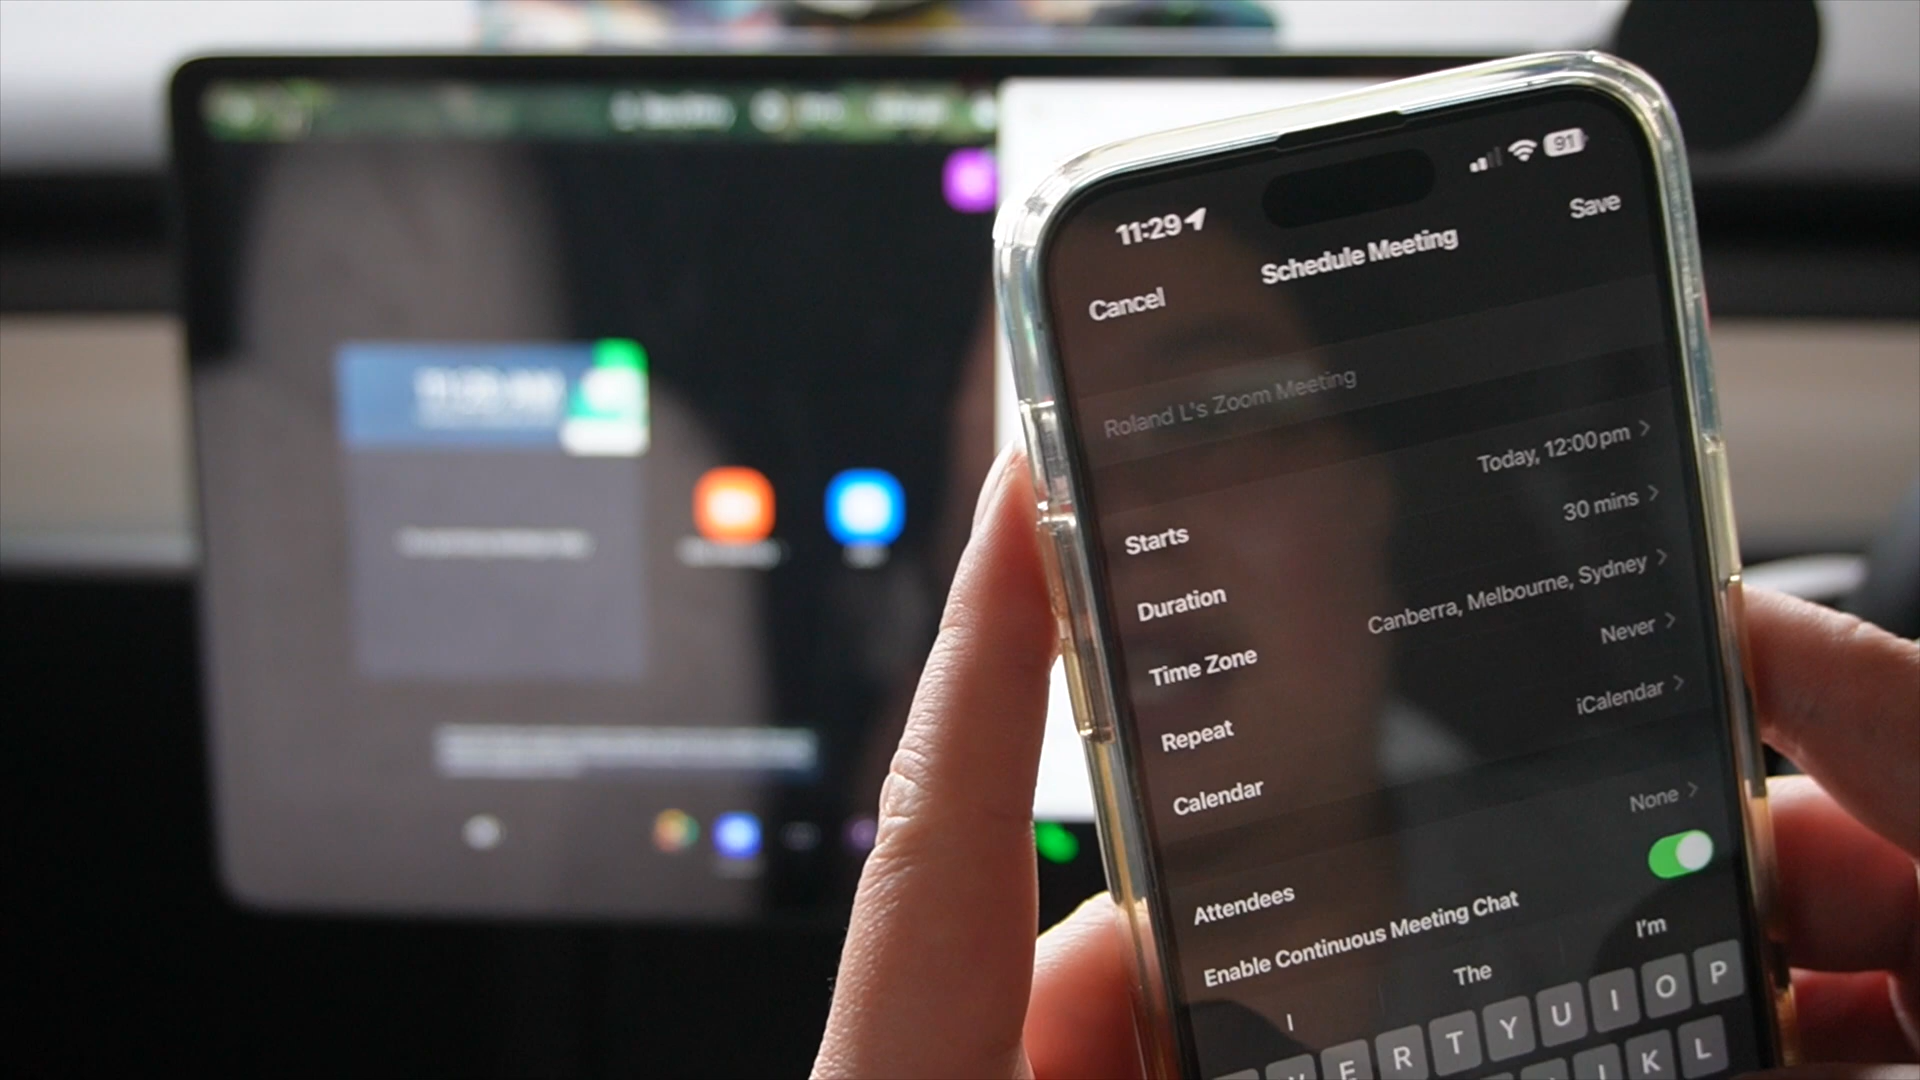 11:29
91
Cancel
Schedule Meeting
Save
Roland L's Zoom Meeting
Starts
Today, 12:00pm
Duration
30 mins
Time Zone
Canberra, Melbourne, Sydney
Repeat
Never
Calendar
iCalendar
Attendees
None
Enable Continuous Meeting Chat
I
The
I'm
E R T Y U I O P
K L